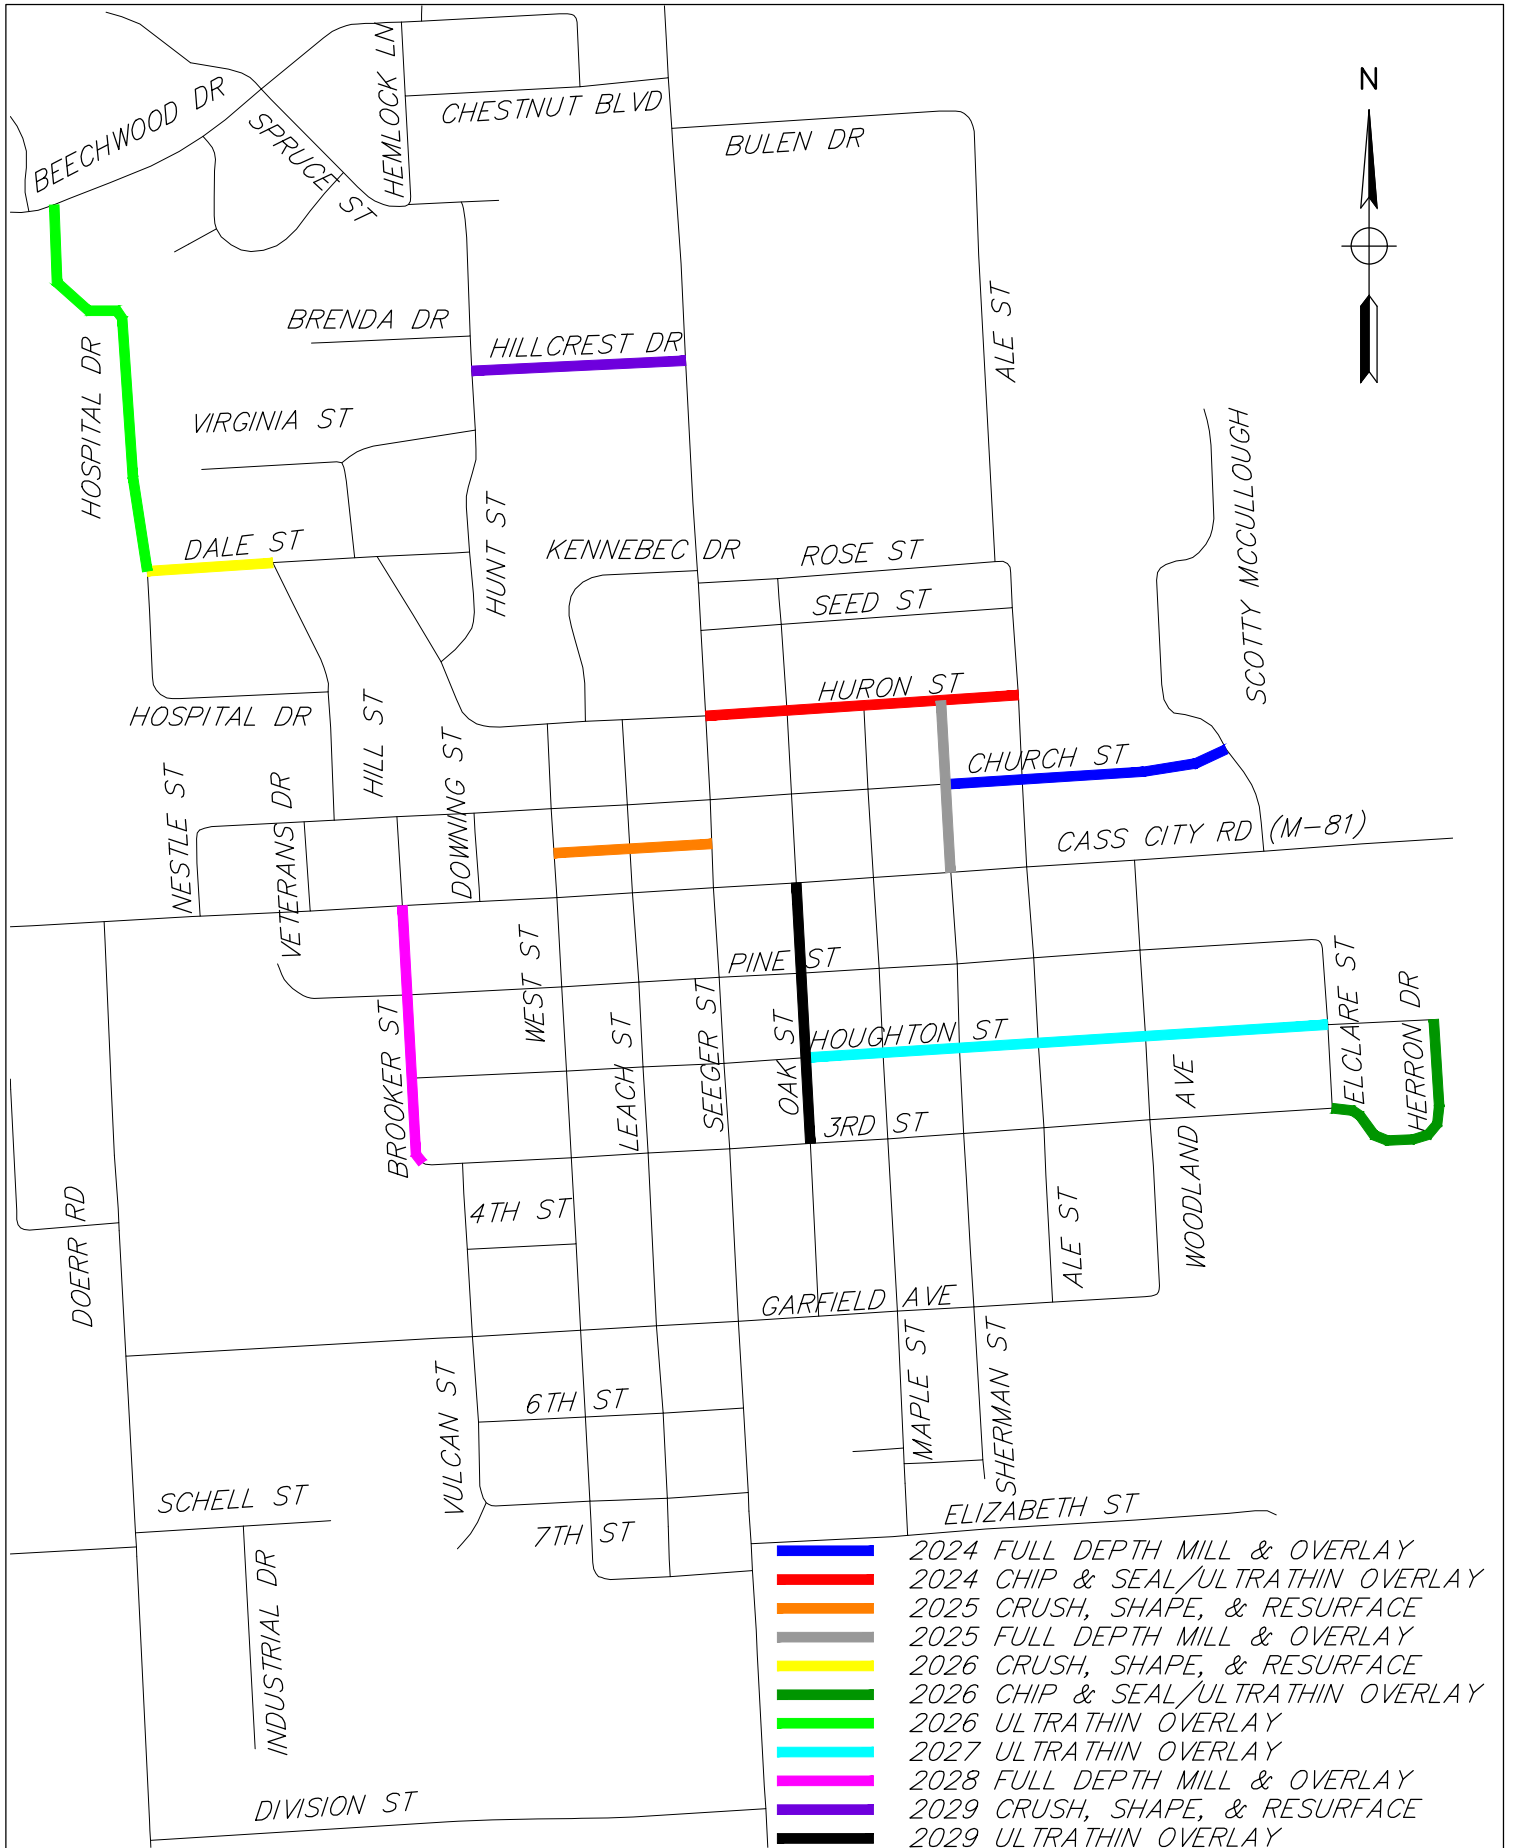 N
BEECHWOOD DR
SPRUCE ST
HEMLOCK LN
CHESTNUT BLVD
BULEN DR
ALE ST
BRENDA DR
HILLCREST DR
HOSPITAL DR
VIRGINIA ST
SCOTTY MCCULLOUGH
HUNT ST
DALE ST
KENNEBEC DR
ROSE ST
SEED ST
HURON ST
HOSPITAL DR
HILL ST
CHURCH ST
NESTLE ST
VETERANS DR
DOWNING ST
CASS CITY RD (M-81)
WEST ST
PINE ST
ELCLARE ST
HERRON DR
BROOKER ST
LEACH ST
SEEGER ST
OAK ST
HOUGHTON ST
WOODLAND AVE
3RD ST
4TH ST
DOERR RD
ALE ST
GARFIELD AVE
VULCAN ST
6TH ST
MAPLE ST
SHERMAN ST
SCHELL ST
7TH ST
ELIZABETH ST
INDUSTRIAL DR
DIVISION ST
2024 FULL DEPTH MILL & OVERLAY
2024 CHIP & SEAL/ULTRATHIN OVERLAY
2025 CRUSH, SHAPE, & RESURFACE
2025 FULL DEPTH MILL & OVERLAY
2026 CRUSH, SHAPE, & RESURFACE
2026 CHIP & SEAL/ULTRATHIN OVERLAY
2026 ULTRATHIN OVERLAY
2027 ULTRATHIN OVERLAY
2028 FULL DEPTH MILL & OVERLAY
2029 CRUSH, SHAPE, & RESURFACE
2029 ULTRATHIN OVERLAY